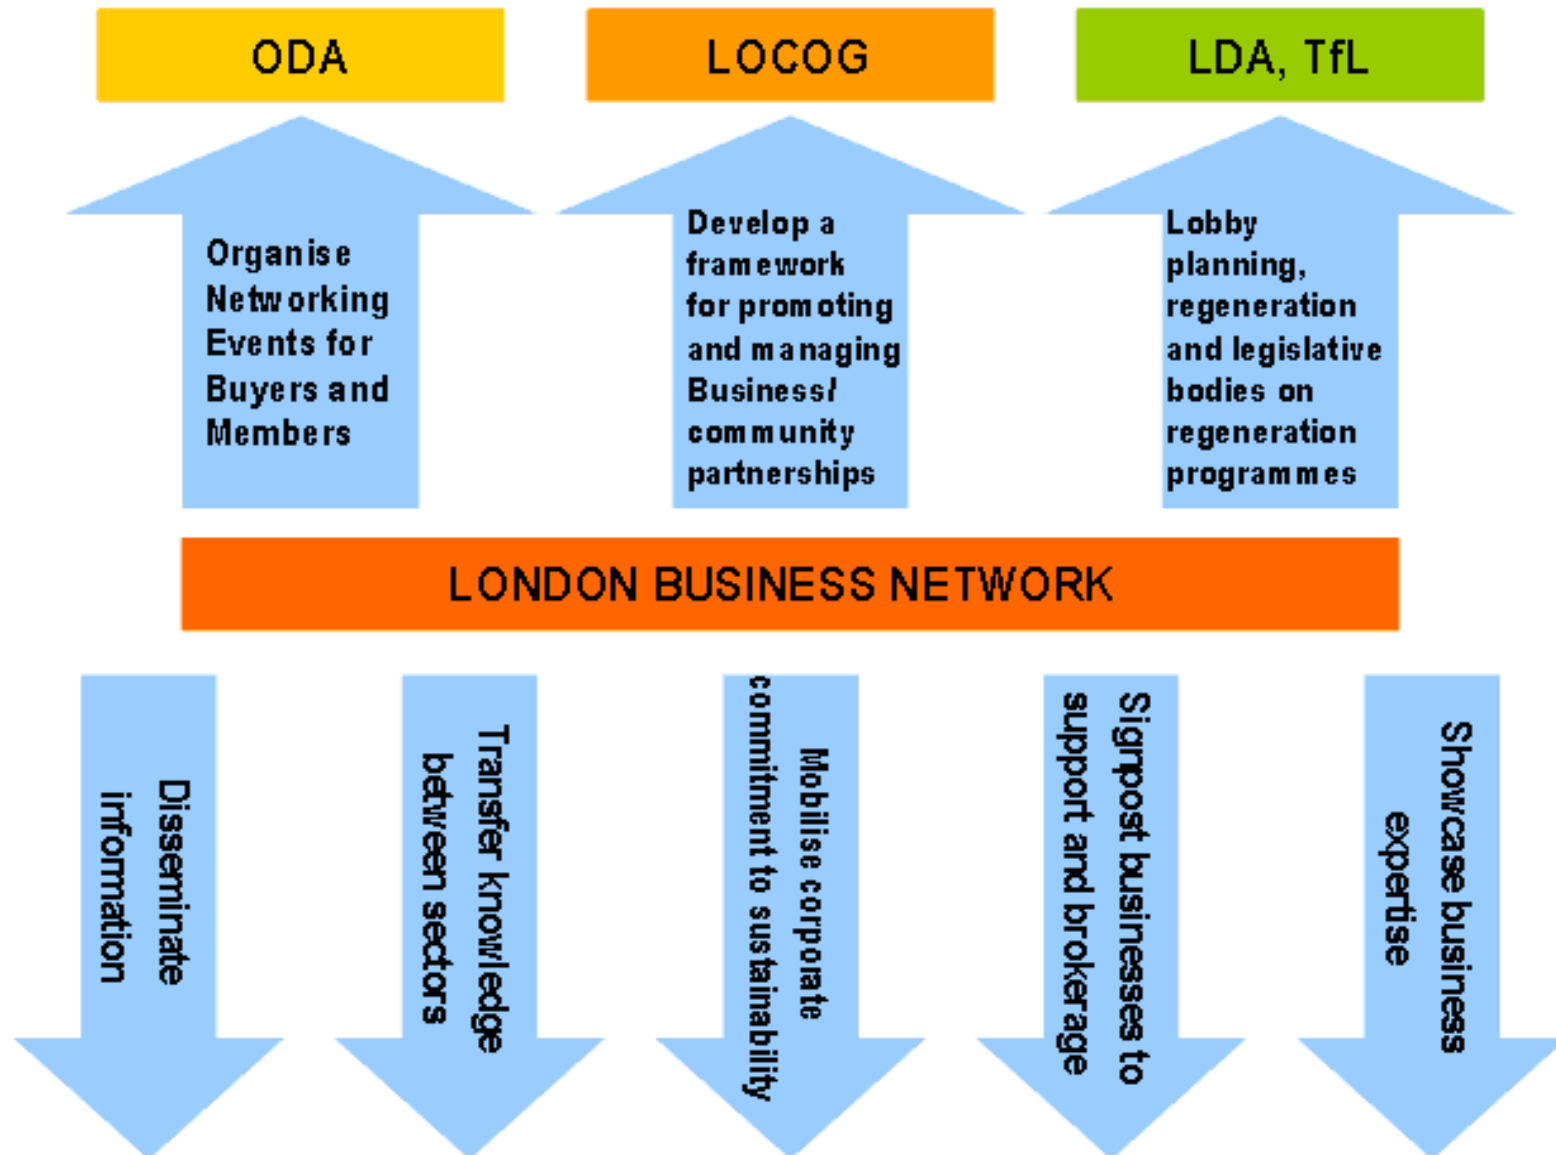 ODA
LOCOG
LDA, TfL
Organise
Networking
Events for
Buyers and
Members
Develop a
framework
for promoting
and managing
Business/
community
partnerships
Lobby
planning,
regeneration
and legislative
bodies on
regeneration
programmes
LONDON BUSINESS NETWORK
Disseminate
information
Transfer knowledge
between sectors
Mobilise corporate
commitment to sustainability
Signpost businesses to
support and brokerage
Showcase business
expertise